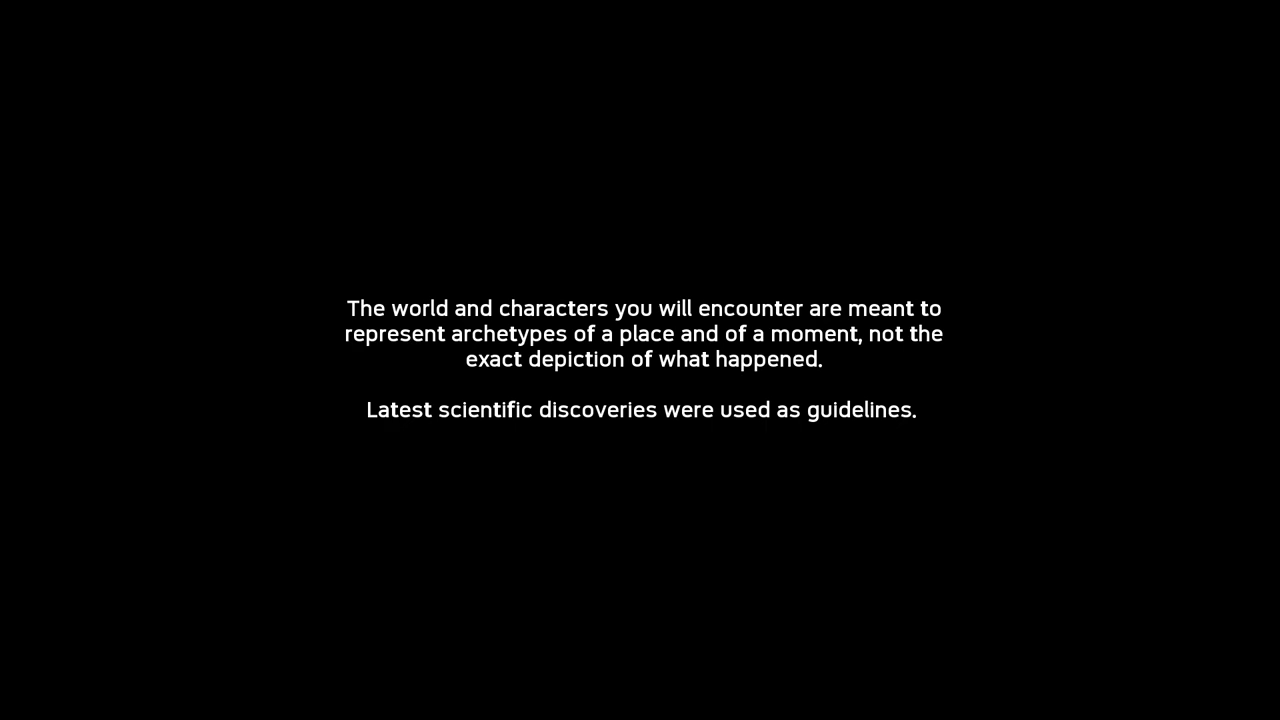 The world and characters you will encounter are meant to
represent archetypes of a place and of a moment, not the
exact depiction of what happened.
Latest scientific discoveries were used as guidelines.